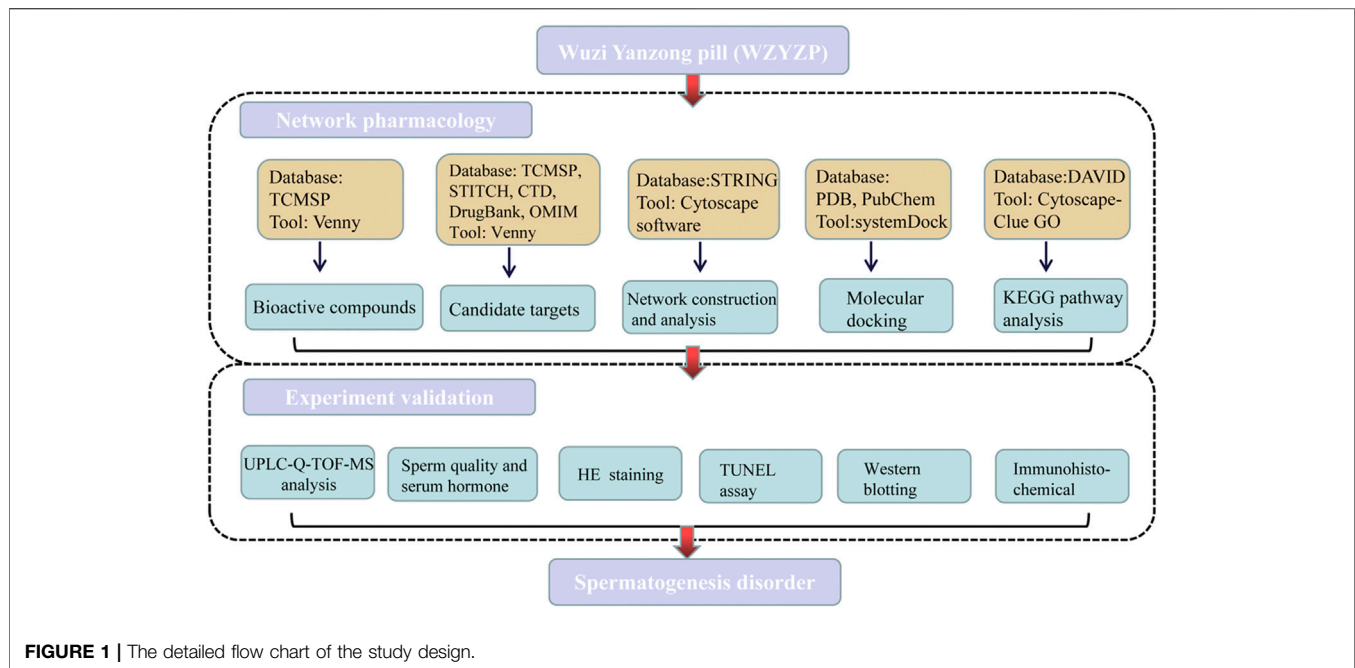 Wuzi Yanzong pill (WZYZP)
Network pharmacology
Database:
TCMSP
Tool: Venny
Database: TCMSP,
STITCH, CTD,
DrugBank, OMIM
Tool: Venny
Database:STRING
Tool: Cytoscape
software
Database:
PDB, PubChem
Tool:systemDock
Database:DAVID
Tool: Cytoscape-
Clue GO
Bioactive compounds
Candidate targets
Network construction
and analysis
Molecular
docking
KEGG pathway
analysis
Experiment validation
UPLC-Q-TOF-MS
analysis
Sperm quality and
serum hormone
HE staining
TUNEL
assay
Western
blotting
Immunohisto-
chemical
Spermatogenesis disorder
FIGURE 1 | The detailed flow chart of the study design.